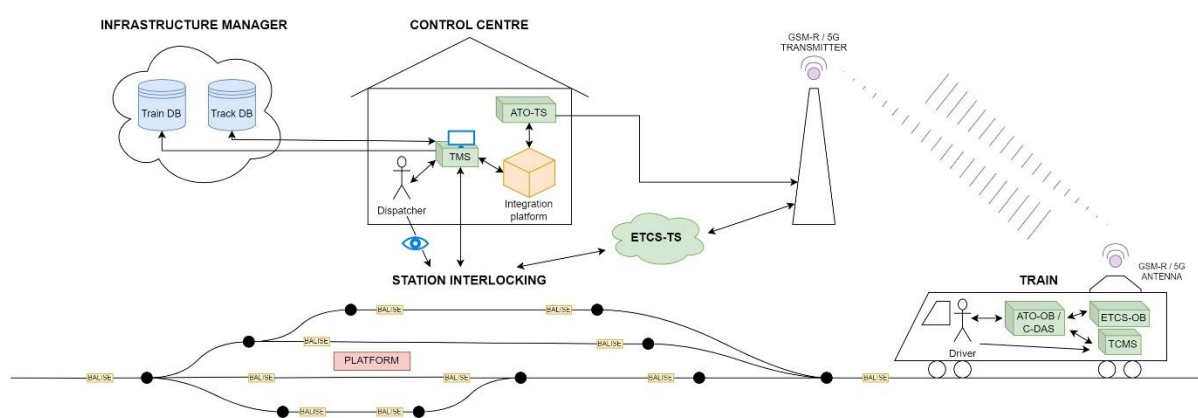 INFRASTRUCTURE MANAGER
CONTROL CENTRE
GSM-R / 5G
TRANSMITTER
Train DB
Track DB
ATO-TS
TMS
Dispatcher
Integration
platform
ETCS-TS
STATION INTERLOCKING
TRAIN
GSM-R / 5G
ANTENNA
ATO-OB /
C-DAS
ETCS-OB
TCMS
Driver
BALISE
BALISE
BALISE
BALISE
PLATFORM
BALISE
BALISE
BALISE
BALISE
BALISE
BALISE
BALISE
BALISE